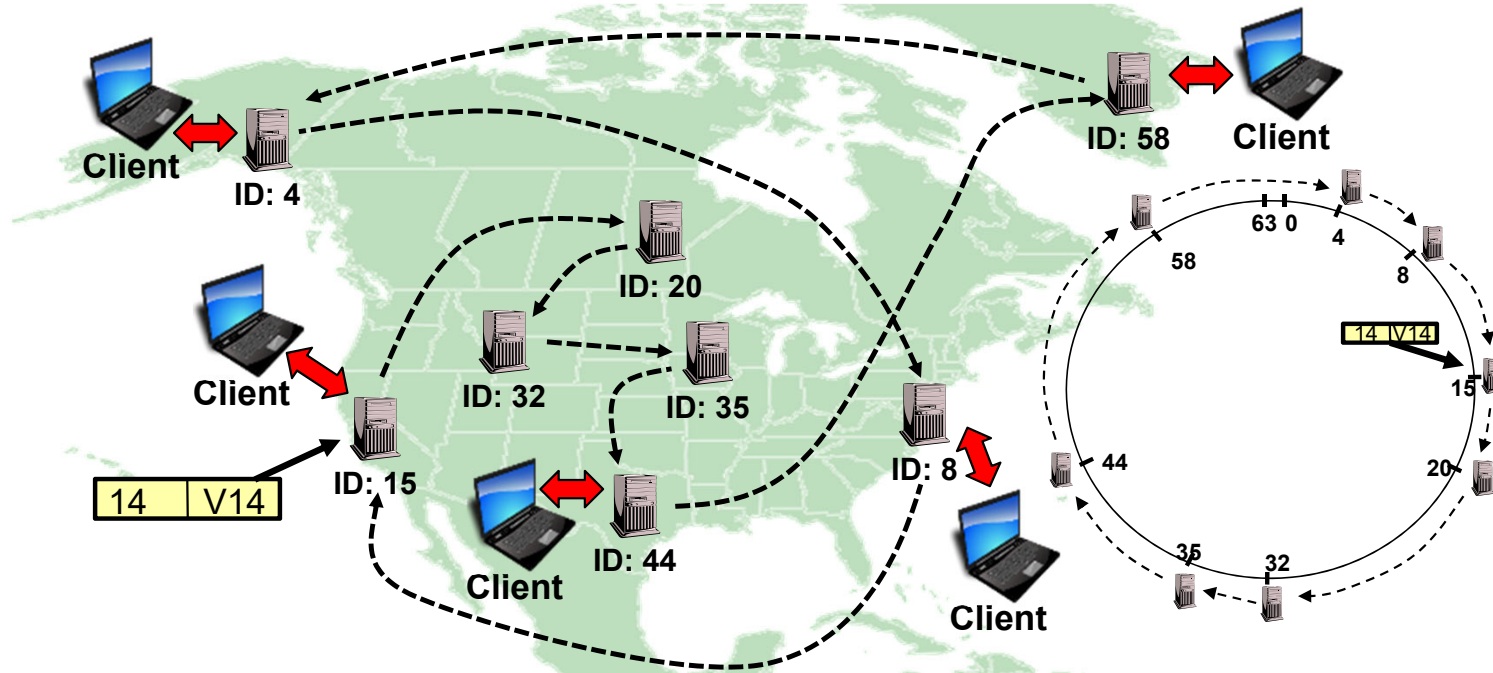 Client
ID: 4
ID: 58
Client
63 0
4
58
8
ID: 20
14 V14
Client
ID: 32
ID: 35
15
ID: 15
ID: 8
44
20
14 V14
ID: 44
Client
35
32
Client